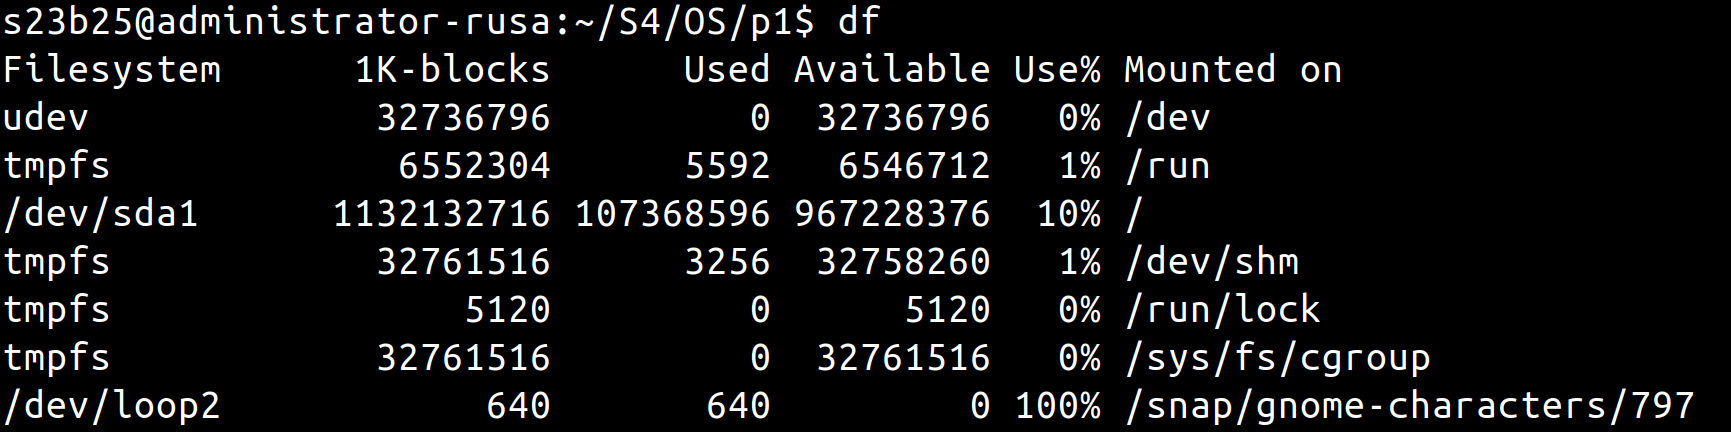 s23b25@administrator-rusa:~/S4/OS/p1$ df
Filesystem      1K-blocks      Used Available Use% Mounted on
udev             32736796         0  32736796   0% /dev
tmpfs             6552304      5592   6546712   1% /run
/dev/sda1      1132132716 107368596 967228376  10% /
tmpfs            32761516      3256  32758260   1% /dev/shm
tmpfs                5120         0      5120   0% /run/lock
tmpfs            32761516         0  32761516   0% /sys/fs/cgroup
/dev/loop2            640       640         0 100% /snap/gnome-characters/797